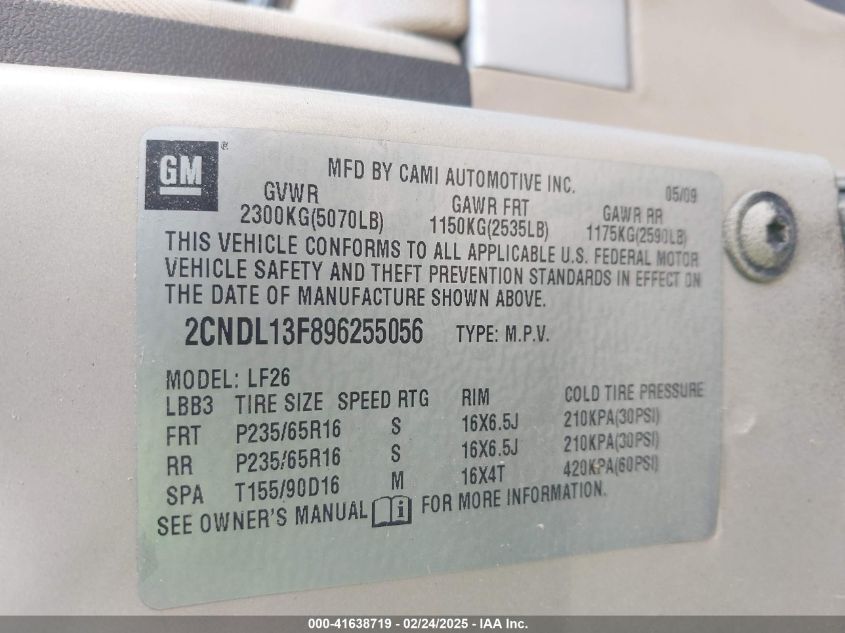 GM®
MFD BY CAMI AUTOMOTIVE INC.
05/09
GVWR GAWR FRT GAWR RR
2300KG(5070LB) 1150KG(2535LB) 1175KG(2590LB)
THIS VEHICLE CONFORMS TO ALL APPLICABLE U.S. FEDERAL MOTOR
VEHICLE SAFETY AND THEFT PREVENTION STANDARDS IN EFFECT ON
THE DATE OF MANUFACTURE SHOWN ABOVE.
2CNDL13F896255056 TYPE: M.P.V.
MODEL: LF26
LBB3 TIRE SIZE SPEED RTG RIM COLD TIRE PRESSURE
FRT P235/65R16 S 16X6.5J 210KPA(30PSI)
RR P235/65R16 S 16X6.5J 210KPA(30PSI)
SPA T155/90D16 M 16X4T 420KPA(60PSI)
SEE OWNER'S MANUAL i FOR MORE INFORMATION.
000-41638719 / 02/24/2025 - IAA Inc.